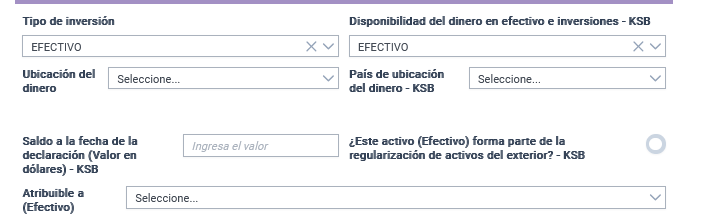 Tipo de inversión
Disponibilidad del dinero en efectivo e inversiones - KSB
EFECTIVO
EFECTIVO
Ubicación del
dinero
Seleccione...
País de ubicación
del dinero - KSB
Seleccione...
Saldo a la fecha de la
declaración (Valor en
dólares) - KSB
Ingresa el valor
¿Este activo (Efectivo) forma parte de la
regularización de activos del exterior? - KSB
Atribuible a
(Efectivo)
Seleccione...